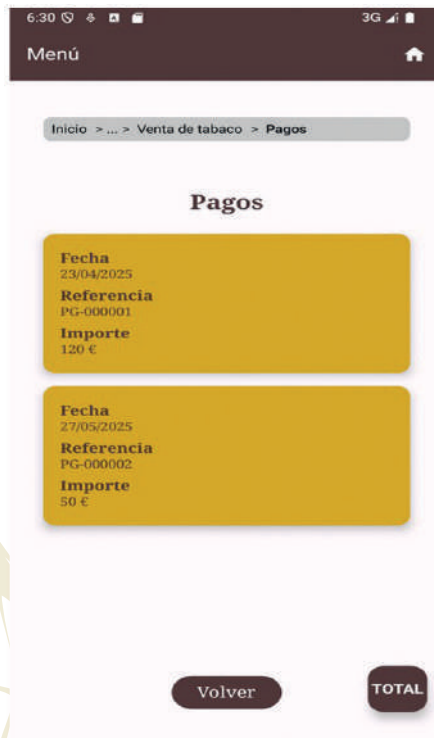 6:30
3G
Menú
Inicio > ... > Venta de tabaco > Pagos
Pagos
Fecha
23/04/2025
Referencia
PG-000001
Importe
120 €
Fecha
27/05/2025
Referencia
PG-000002
Importe
50 €
Volver
TOTAL